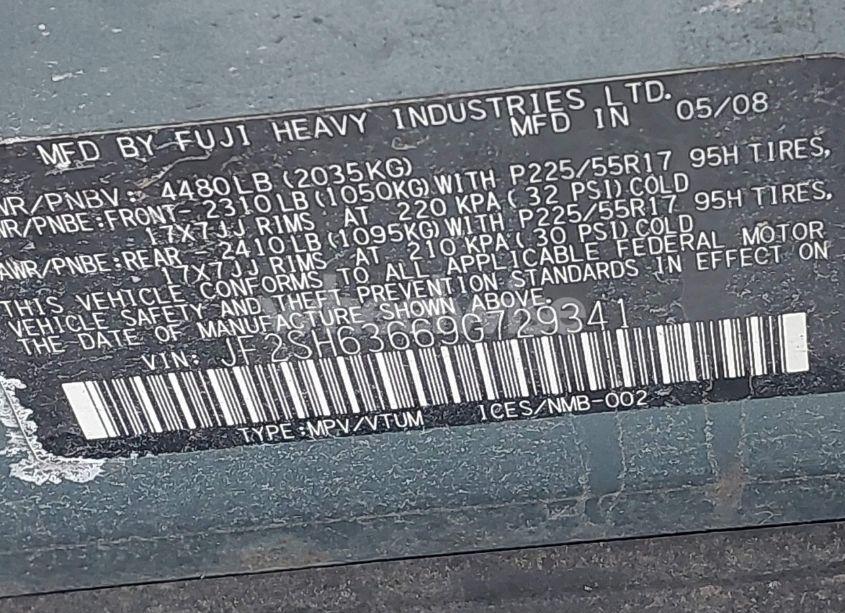 MFD BY FUJI HEAVY INDUSTRIES LTD.
MFD IN 05/08
WR/PNBV: 4480LB (2035KG)
WR/PNBE:FRONT- 2310LB (1050KG) WITH P225/55R17 95H TIRES,
17X7JJ RIMS AT 220 KPA( 32 PSI) COLD
AWR/PNBE:REAR - 2410LB (1095KG) WITH P225/55R17 95H TIRES,
17X7JJ RIMS AT 210 KPA( 30 PSI) COLD
THIS VEHICLE CONFORMS TO ALL APPLICABLE FEDERAL MOTOR
VEHICLE SAFETY AND THEFT PREVENTION STANDARDS IN EFFECT ON
THE DATE OF MANUFACTURE SHOWN ABOVE.
VIN: JF2SH63669G729341
TYPE:MPV/VTUM ICES/NMB-002